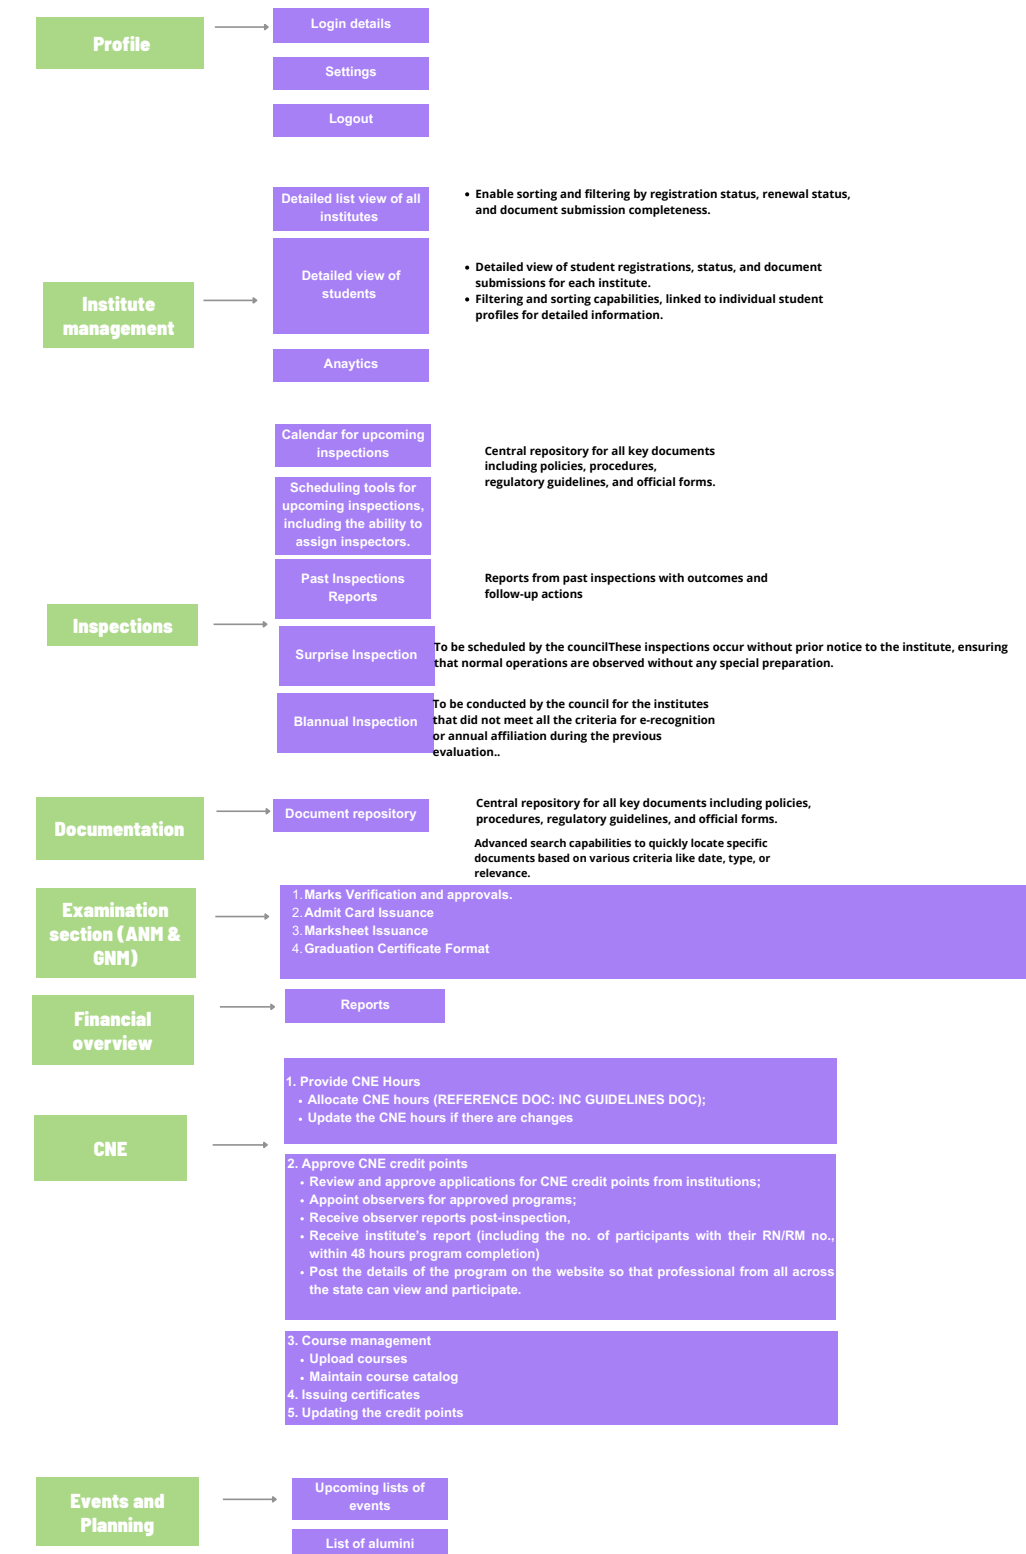 Profile
Login details
Settings
Logout
Institute
management
Detailed list view of all
institutes
• Enable sorting and filtering by registration status, renewal status,
and document submission completeness.
Detailed view of
students
• Detailed view of student registrations, status, and document
submissions for each institute.
• Filtering and sorting capabilities, linked to individual student
profiles for detailed information.
Anaytics
Inspections
Calendar for upcoming
inspections
Central repository for all key documents
including policies, procedures,
regulatory guidelines, and official forms.
Scheduling tools for
upcoming inspections,
including the ability to
assign inspectors.
Past Inspections
Reports
Reports from past inspections with outcomes and
follow-up actions
Surprise Inspection
To be scheduled by the councilThese inspections occur without prior notice to the institute, ensuring
that normal operations are observed without any special preparation.
BIannual Inspection
To be conducted by the council for the institutes
that did not meet all the criteria for e-recognition
or annual affiliation during the previous
evaluation..
Documentation
Document repository
Central repository for all key documents including policies,
procedures, regulatory guidelines, and official forms.
Advanced search capabilities to quickly locate specific
documents based on various criteria like date, type, or
relevance.
Examination
section (ANM &
GNM)
1. Marks Verification and approvals.
2. Admit Card Issuance
3. Marksheet Issuance
4. Graduation Certificate Format
Financial
overview
Reports
CNE
1. Provide CNE Hours
• Allocate CNE hours (REFERENCE DOC: INC GUIDELINES DOC);
• Update the CNE hours if there are changes
2. Approve CNE credit points
• Review and approve applications for CNE credit points from institutions;
• Appoint observers for approved programs;
• Receive observer reports post-inspection,
• Receive institute's report (including the no. of participants with their RN/RM no.,
within 48 hours program completion)
• Post the details of the program on the website so that professional from all across
the state can view and participate.
3. Course management
• Upload courses
• Maintain course catalog
4. Issuing certificates
5. Updating the credit points
Events and
Planning
Upcoming lists of
events
List of alumini